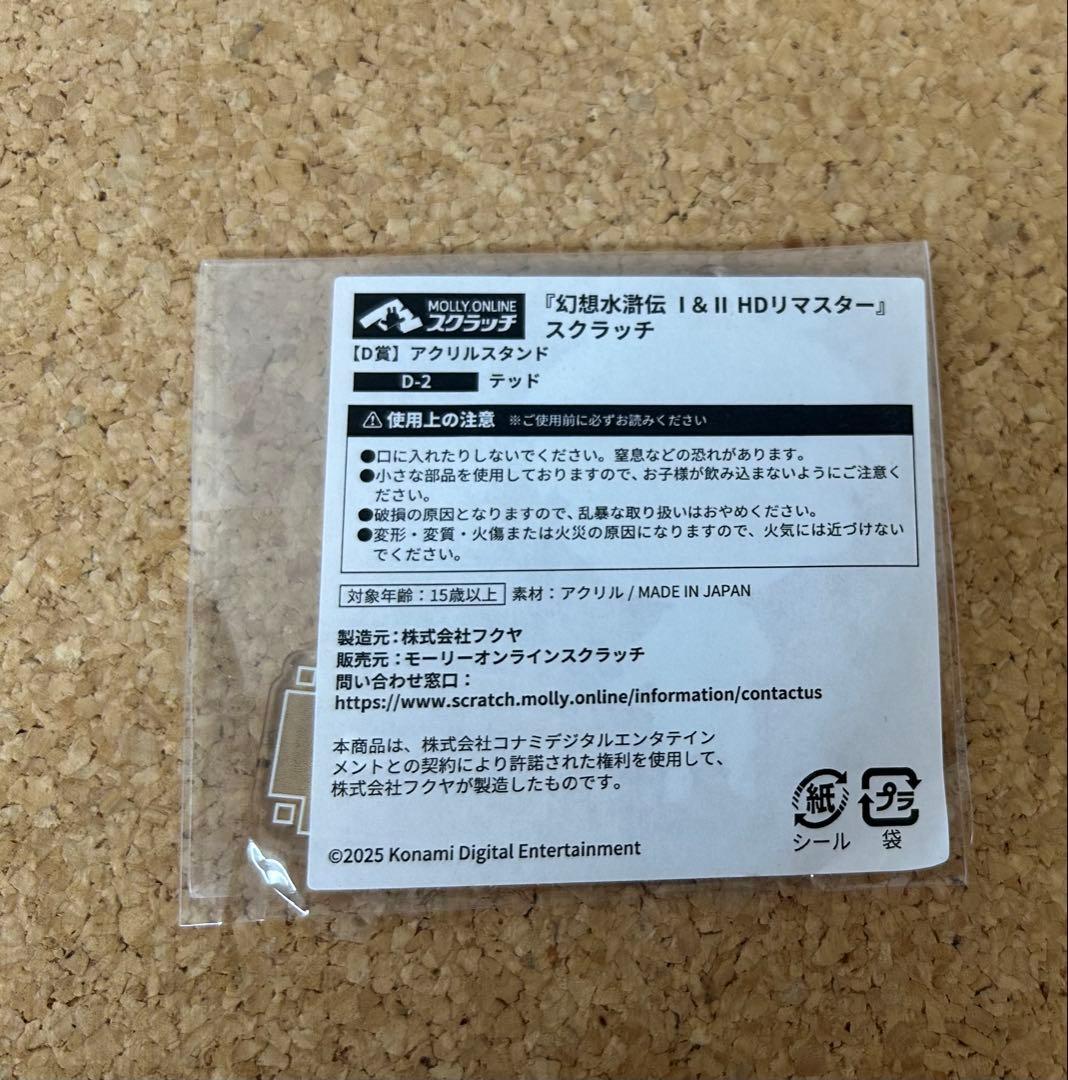 MOLLY.ONLINE
スクラッチ
『幻想水滸伝 I & II HDリマスター』
スクラッチ
【D賞】アクリルスタンド
D-2 テッド
⚠使用上の注意 ※ご使用前に必ずお読みください
●口に入れたりしないでください。窒息などの恐れがあります。
●小さな部品を使用しておりますので、お子様が飲み込まないようにご注意く
ださい。
●破損の原因となりますので、乱暴な取り扱いはおやめください。
●変形・変質・火傷または火災の原因になりますので、火気には近づけない
でください。
対象年齢：15歳以上 素材：アクリル / MADE IN JAPAN
製造元：株式会社フクヤ
販売元：モーリーオンラインスクラッチ
問い合わせ窓口：
https://www.scratch.molly.online/information/contactus
本商品は、株式会社コナミデジタルエンタテイン
メントとの契約により許諾された権利を使用して、
株式会社フクヤが製造したものです。
紙 プラ
シール 袋
©2025 Konami Digital Entertainment